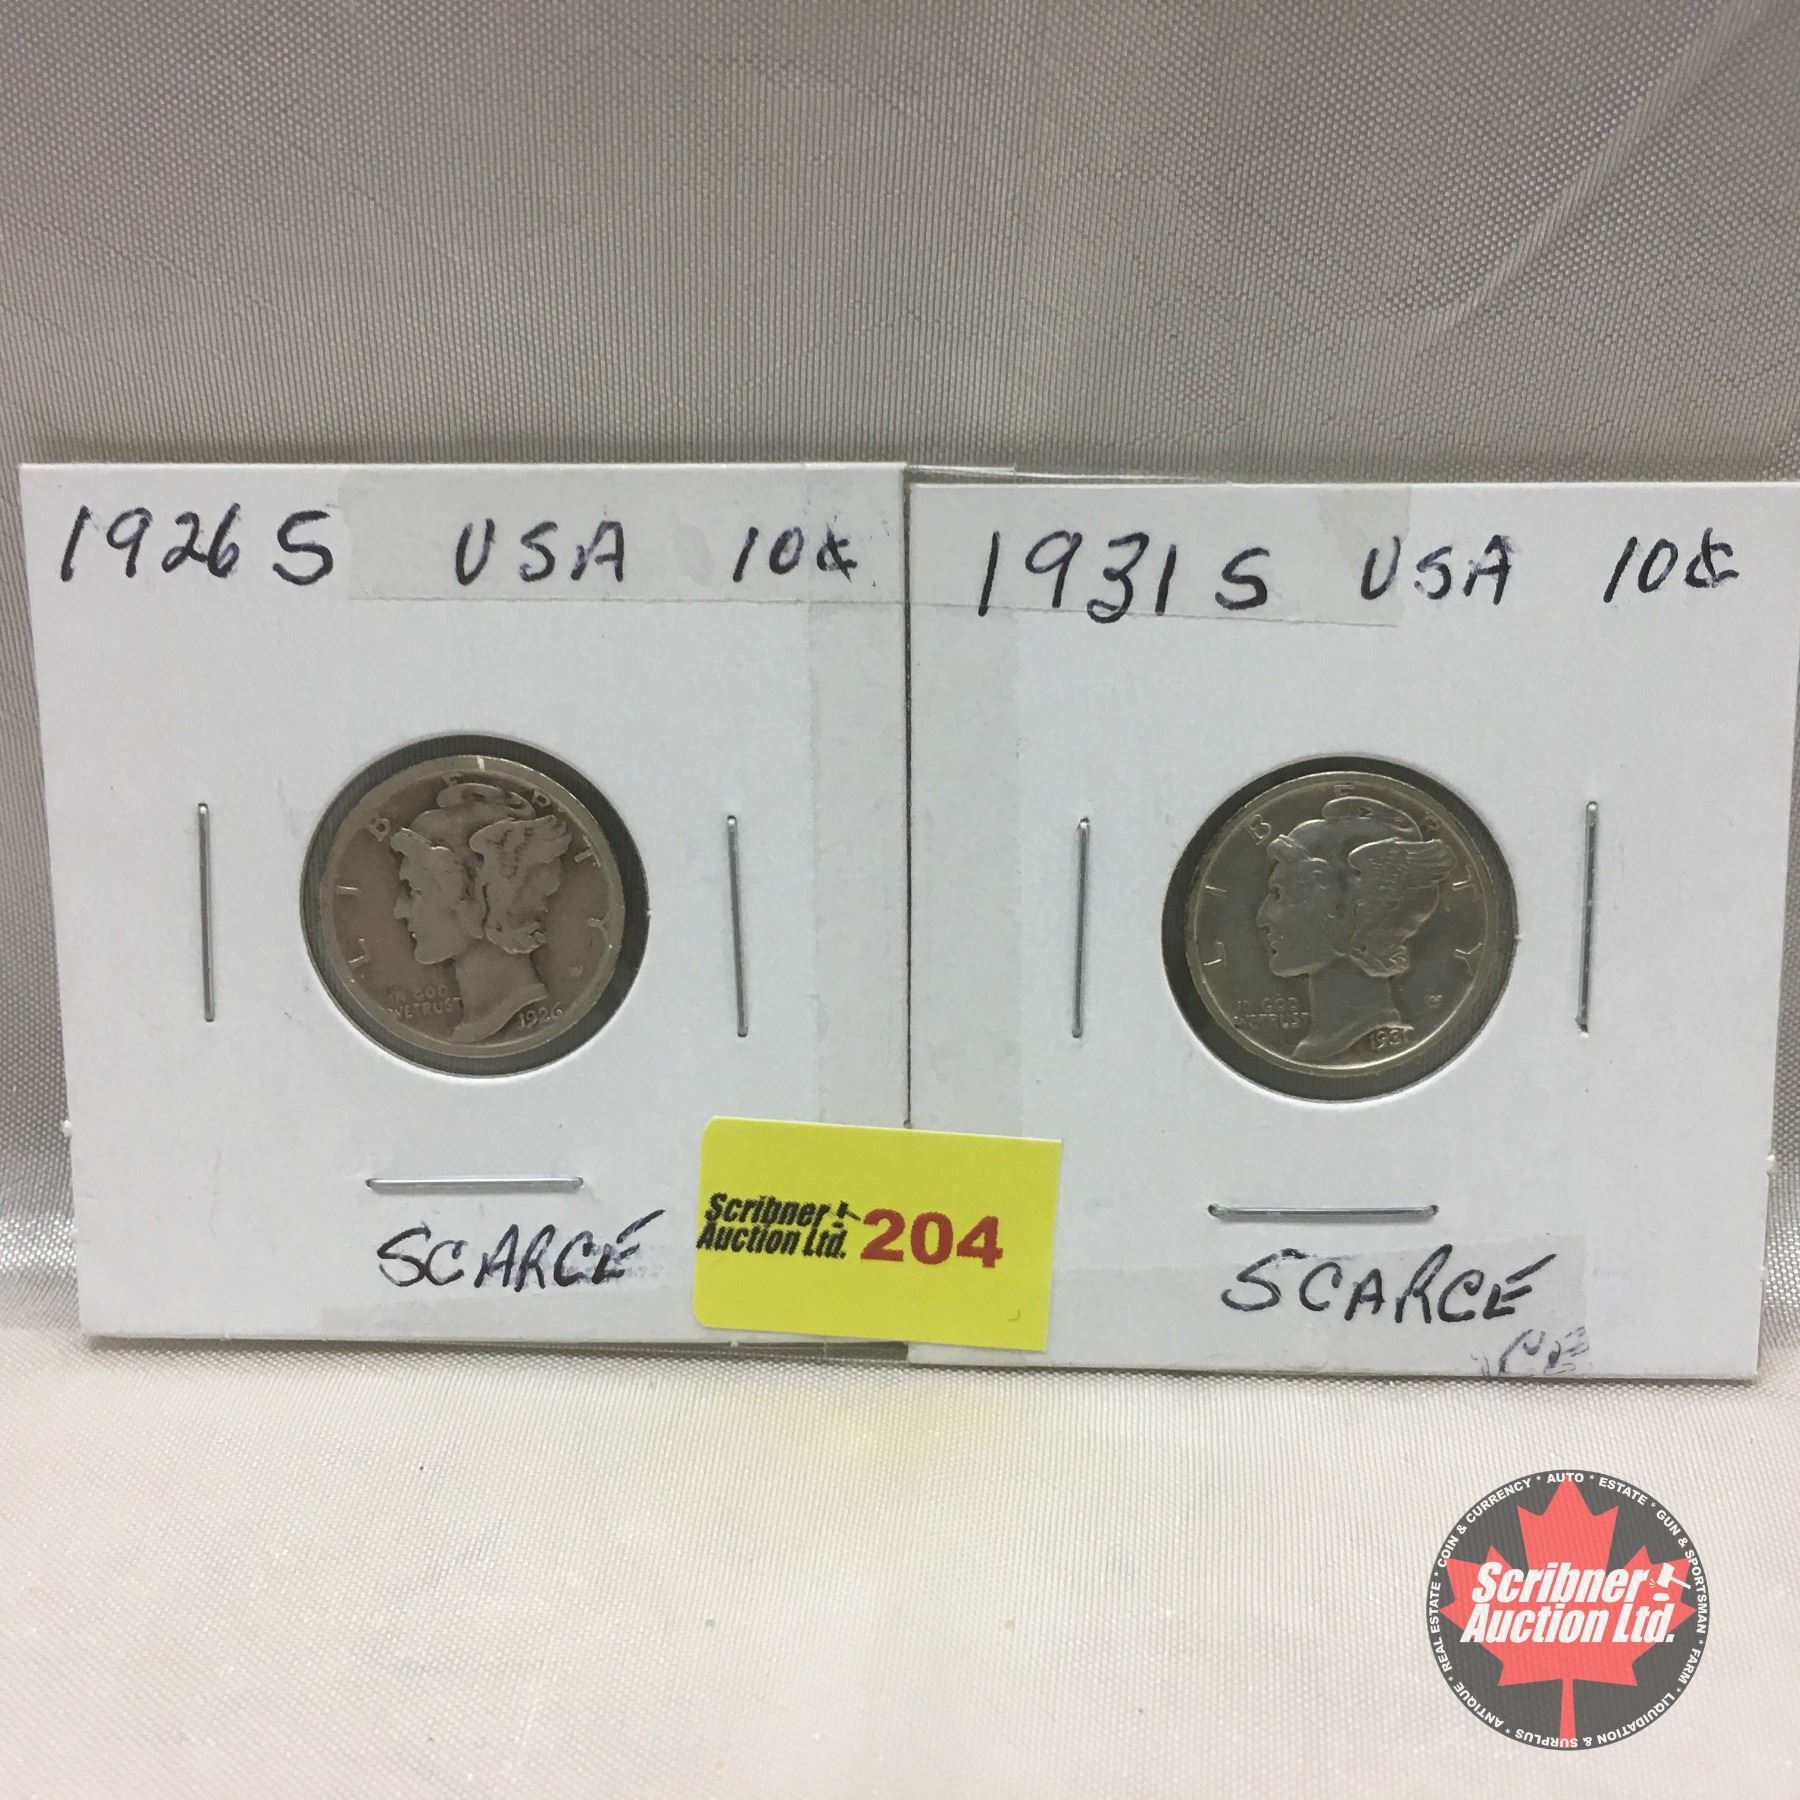 1926 S USA 10¢
1931 S USA 10¢
LIBERTY
IN GOD
WE TRUST
1926
W
LIBERTY
IN GOD
WE TRUST
1931
SCARCE
Scribner
Auction Ltd.
204
SCARCE
CE
REAL ESTATE * COIN & CURRENCY * AUTO * ESTATE * GUN & SPORTSMAN * FARM * LIQUIDATION & SURPLUS * ANTIQUE *
Scribner
Auction Ltd.